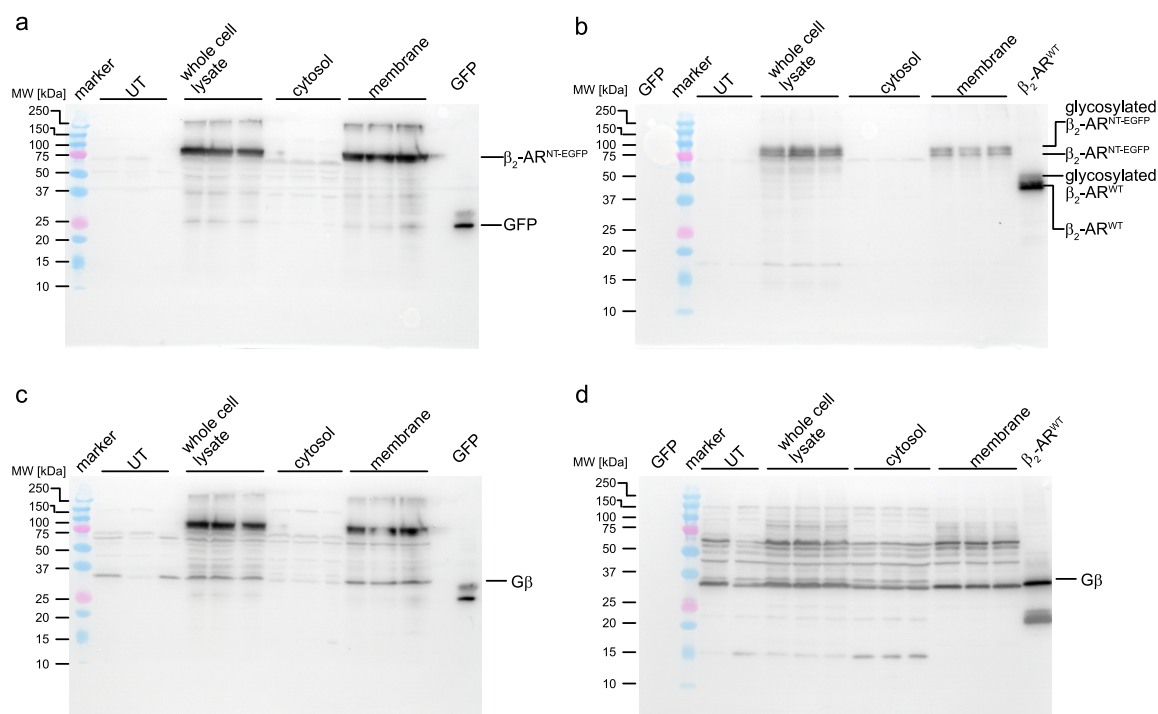 a
marker
UT
whole cell
lysate
cytosol
membrane
GFP
MW [kDa]
250
150
100
75
50
37
25
20
15
10
β₂-ARᴺᵀ⁻ᴱᴳᶠᴾ
GFP
b
GFP
marker
UT
whole cell
lysate
cytosol
membrane
β₂-ARᵂᵀ
MW [kDa]
250
150
100
75
50
37
25
20
15
10
glycosylated
β₂-ARᴺᵀ⁻ᴱᴳᶠᴾ
β₂-ARᴺᵀ⁻ᴱᴳᶠᴾ
glycosylated
β₂-ARᵂᵀ
β₂-ARᵂᵀ
c
marker
UT
whole cell
lysate
cytosol
membrane
GFP
MW [kDa]
250
150
100
75
50
37
25
20
15
10
Gβ
d
GFP
marker
UT
whole cell
lysate
cytosol
membrane
β₂-ARᵂᵀ
MW [kDa]
250
150
100
75
50
37
25
20
15
10
Gβ